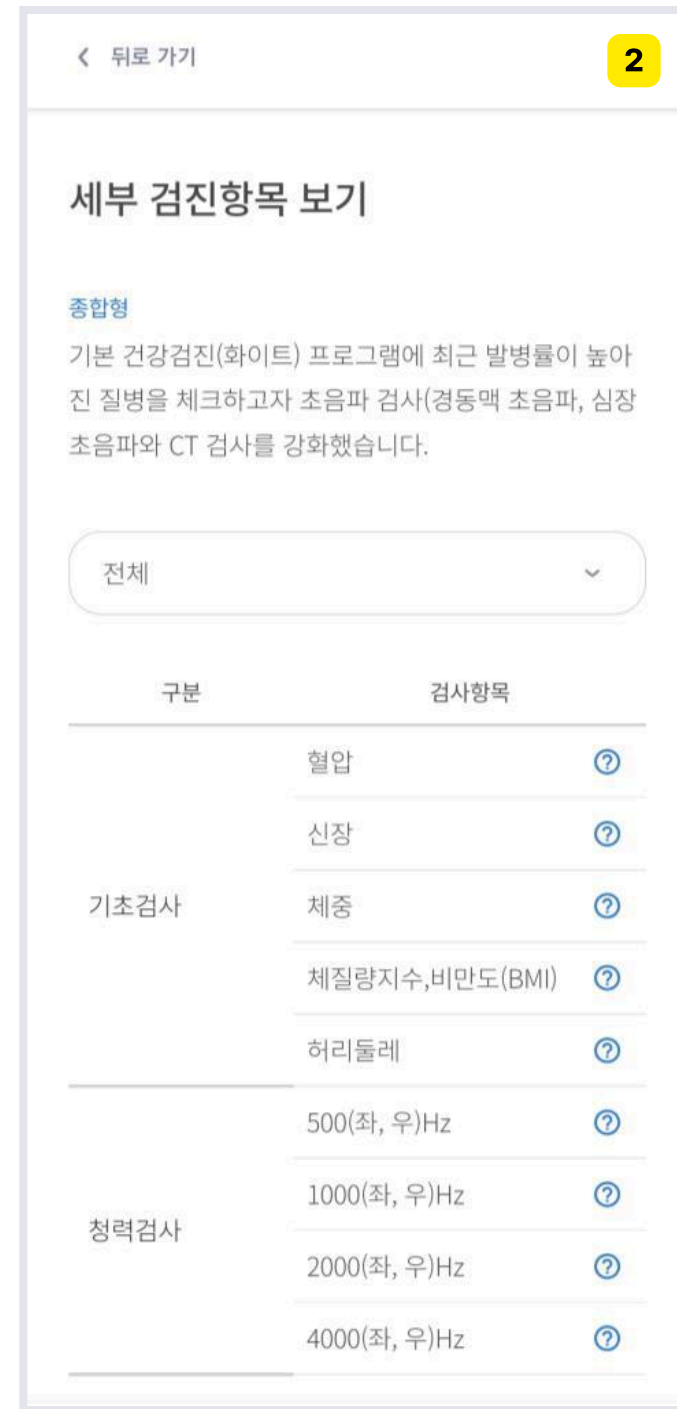 뒤로 가기
2
세부 검진항목 보기
종합형
기본 건강검진(화이트) 프로그램에 최근 발병률이 높아
진 질병을 체크하고자 초음파 검사(경동맥 초음파, 심장
초음파와 CT 검사를 강화했습니다.
전체
구분 검사항목
혈압
신장
기초검사 체중
체질량지수,비만도(BMI)
허리둘레
500(좌, 우)Hz
1000(좌, 우)Hz
청력검사
2000(좌, 우)Hz
4000(좌, 우)Hz